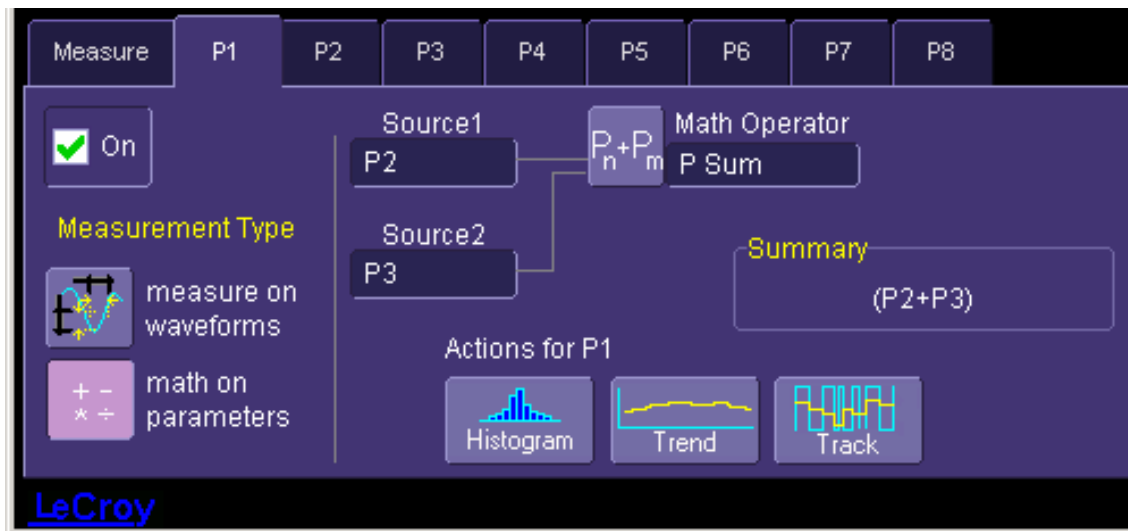 Measure P1 P2 P3 P4 P5 P6 P7 P8
On
Source1
P2
Pn+Pm
Math Operator
P Sum
Measurement Type
Source2
P3
measure on
waveforms
Summary
(P2+P3)
math on
parameters
+ -
* ÷
Actions for P1
Histogram
Trend
Track
LeCroy